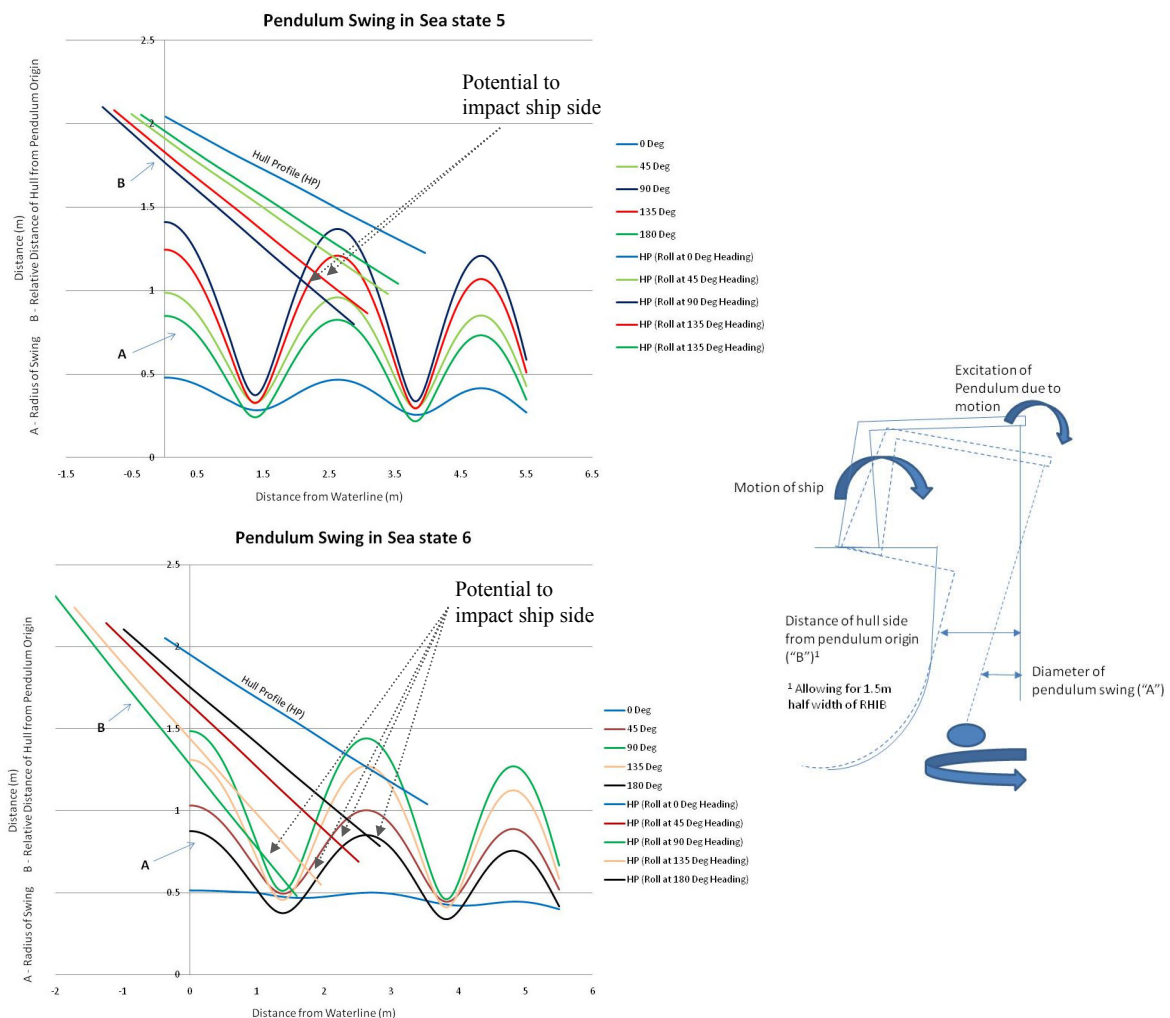 Pendulum Swing in Sea state 5
A - Radius of Swing B - Relative Distance of Hull from Pendulum Origin
Distance (m)
2.5
2
1.5
1
0.5
0
-1.5
-0.5
0.5
1.5
2.5
3.5
4.5
5.5
6.5
Distance from Waterline (m)
Potential to
impact ship side
Hull Profile (HP)
B
A
0 Deg
45 Deg
90 Deg
135 Deg
180 Deg
HP (Roll at 0 Deg Heading)
HP (Roll at 45 Deg Heading)
HP (Roll at 90 Deg Heading)
HP (Roll at 135 Deg Heading)
HP (Roll at 135 Deg Heading)
Pendulum Swing in Sea state 6
A - Radius of Swing B - Relative Distance of Hull from Pendulum Origin
Distance (m)
2.5
2
1.5
1
0.5
0
-2
-1
0
1
2
3
4
5
6
Distance from Waterline (m)
Potential to
impact ship side
Hull Profile (HP)
B
A
0 Deg
45 Deg
90 Deg
135 Deg
180 Deg
HP (Roll at 0 Deg Heading)
HP (Roll at 45 Deg Heading)
HP (Roll at 90 Deg Heading)
HP (Roll at 135 Deg Heading)
HP (Roll at 180 Deg Heading)
Excitation of
Pendulum due to
motion
Motion of ship
Distance of hull side
from pendulum origin
("B")¹
¹ Allowing for 1.5m
half width of RHIB
Diameter of
pendulum swing ("A")